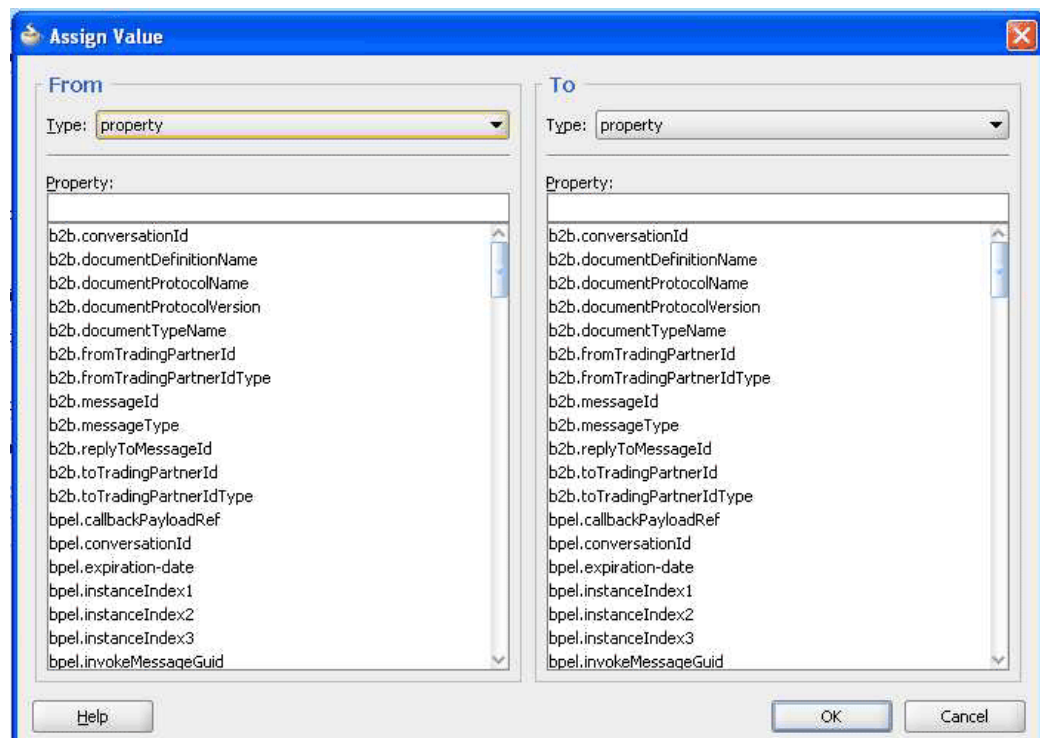 Assign Value
From
Type: property
Property:
b2b.conversationId
b2b.documentDefinitionName
b2b.documentProtocolName
b2b.documentProtocolVersion
b2b.documentTypeName
b2b.fromTradingPartnerId
b2b.fromTradingPartnerIdType
b2b.messageId
b2b.messageType
b2b.replyToMessageId
b2b.toTradingPartnerId
b2b.toTradingPartnerIdType
bpel.callbackPayloadRef
bpel.conversationId
bpel.expiration-date
bpel.instanceIndex1
bpel.instanceIndex2
bpel.instanceIndex3
bpel.invokeMessageGuid
To
Type: property
Property:
b2b.conversationId
b2b.documentDefinitionName
b2b.documentProtocolName
b2b.documentProtocolVersion
b2b.documentTypeName
b2b.fromTradingPartnerId
b2b.fromTradingPartnerIdType
b2b.messageId
b2b.messageType
b2b.replyToMessageId
b2b.toTradingPartnerId
b2b.toTradingPartnerIdType
bpel.callbackPayloadRef
bpel.conversationId
bpel.expiration-date
bpel.instanceIndex1
bpel.instanceIndex2
bpel.instanceIndex3
bpel.invokeMessageGuid
Help
OK
Cancel